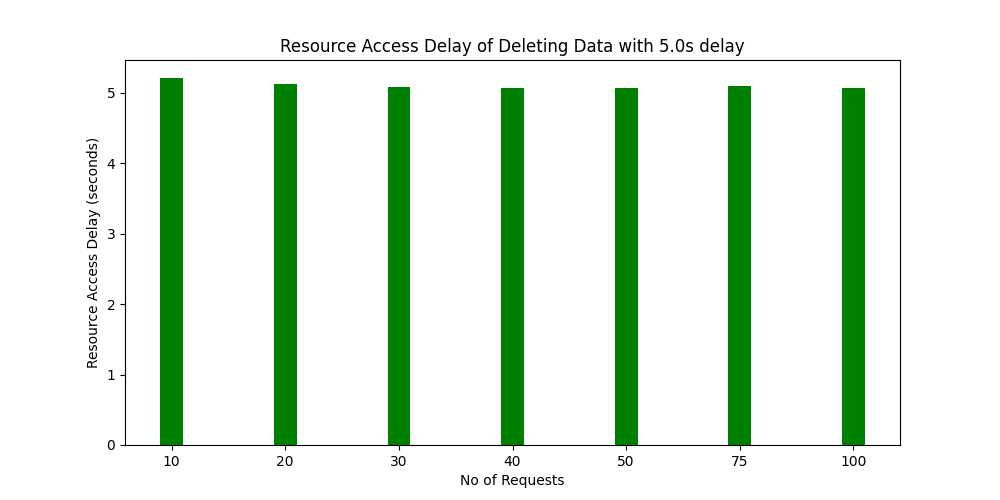 Resource Access Delay of Deleting Data with 5.0s delay
Resource Access Delay (seconds)
5
4
3
2
1
0
10 20 30 40 50 75 100
No of Requests